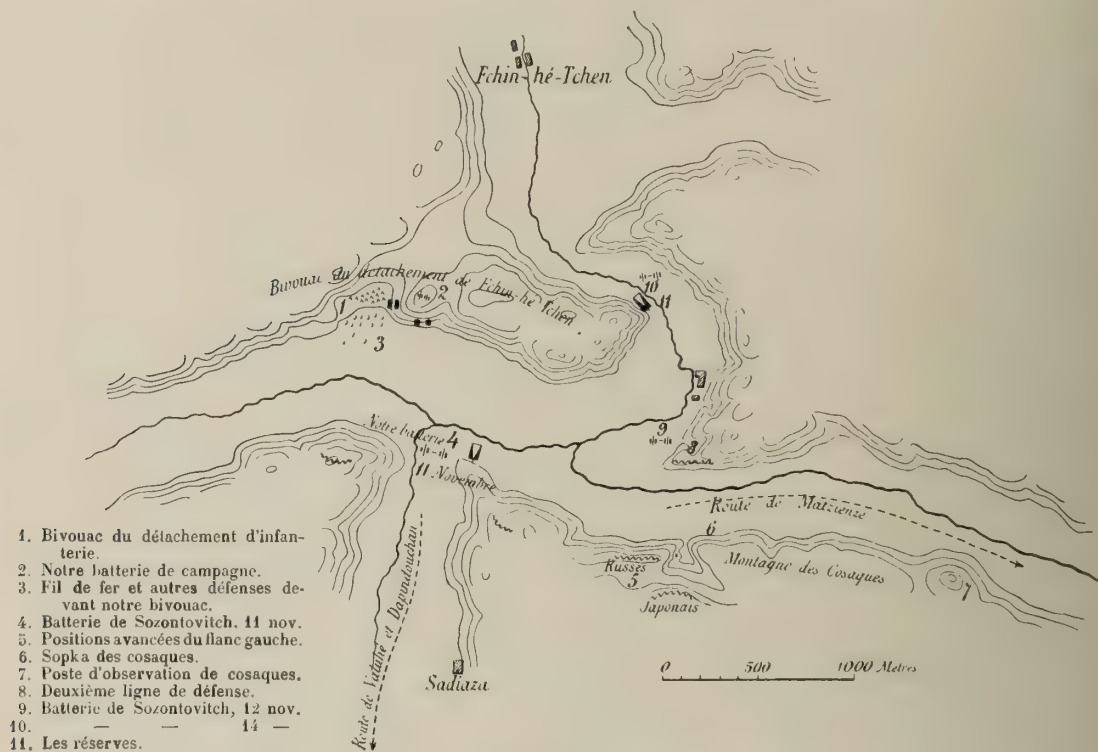 Echin-hé-Tchen
Bivouac du détachement de Echin-hé Tchen
1
2
3
10
11
9
8
Notre batterie 4
11 Novembre
Route de Matzienze
6
Russes
5
Japonais
Montagne des Cosaques
7
Route de Vatuhé et Dapindouchan
Sadiaza
0 500 1000 Mètres
1. Bivouac du délachement d'infan-
terie.
2. Notre batterie de campagne.
3. Fil de fer et autres défenses de-
vant notre bivouac.
4. Batterie de Sozontovitch. 11 nov.
5. Positions avancées du flanc gauche.
6. Sopka des cosaques.
7. Poste d'observation de cosaques.
8. Deuxième ligne de défense.
9. Batterie de Sozontovitch, 12 nov.
10. — — 14 —
11. Les réserves.